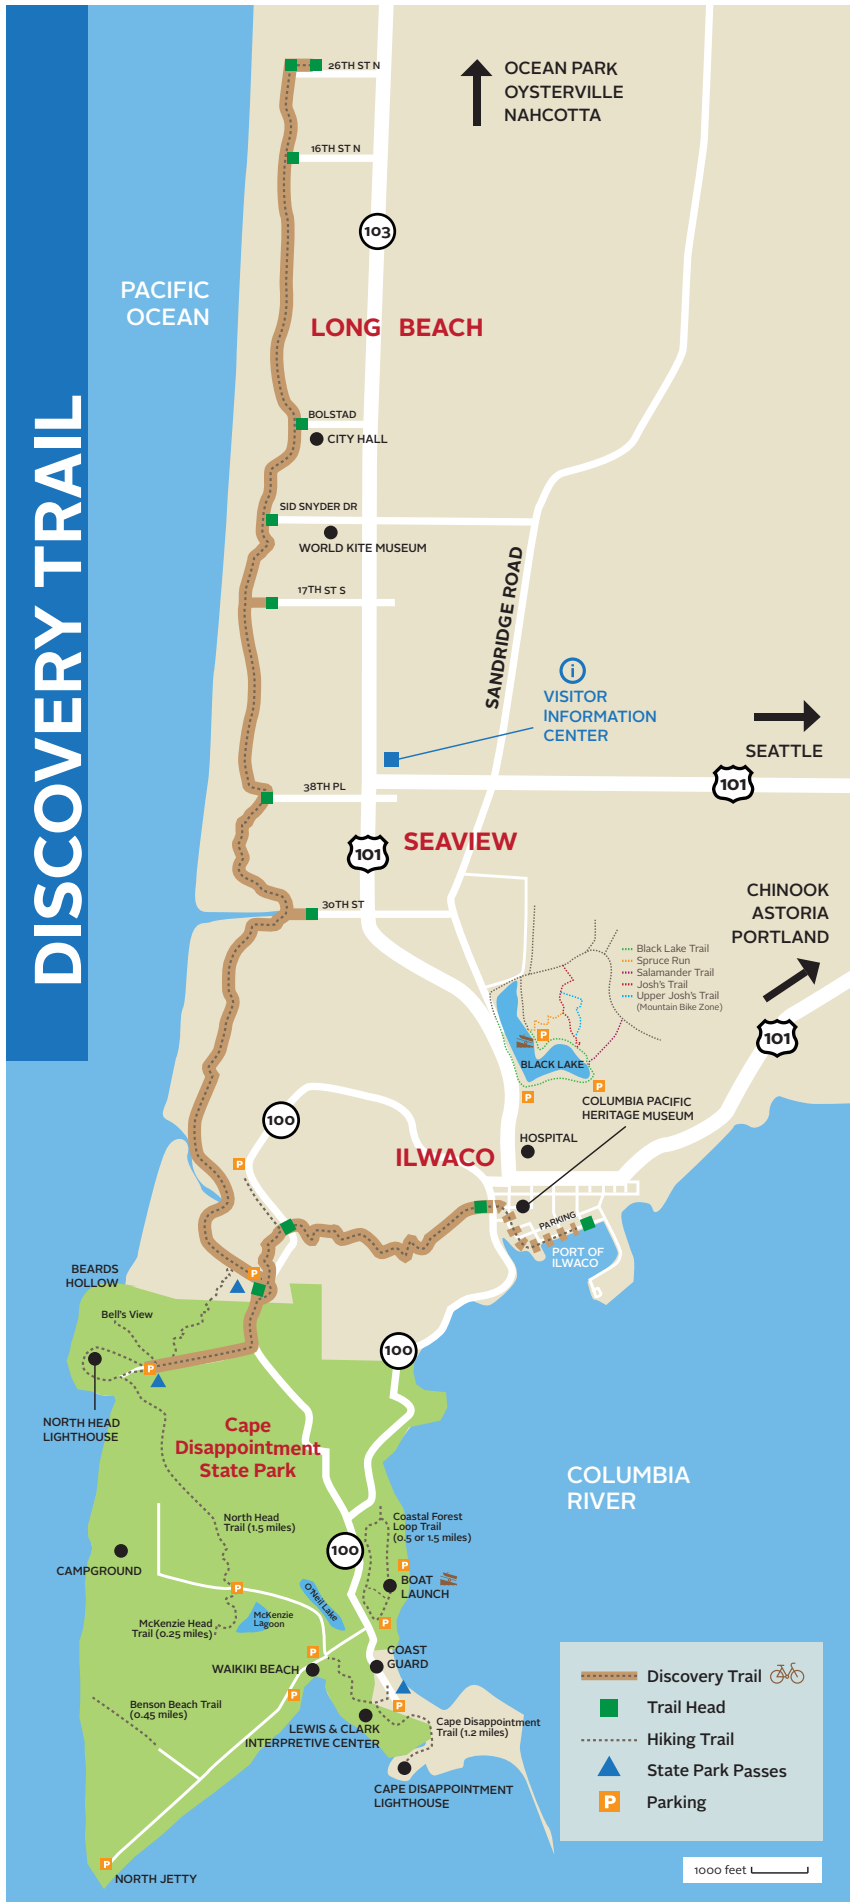 DISCOVERY TRAIL
26TH ST N
OCEAN PARK
OYSTERVILLE
NAHCOTTA
16TH ST N
103
PACIFIC
OCEAN
LONG BEACH
BOLSTAD
CITY HALL
SID SNYDER DR
WORLD KITE MUSEUM
SANDRIDGE ROAD
17TH ST S
i
VISITOR
INFORMATION
CENTER
SEATTLE
101
38TH PL
101
SEAVIEW
CHINOOK
ASTORIA
PORTLAND
30TH ST
Black Lake Trail
Spruce Run
Salamander Trail
Josh's Trail
Upper Josh's Trail
(Mountain Bike Zone)
101
P
BLACK LAKE
P
P
COLUMBIA PACIFIC
HERITAGE MUSEUM
100
HOSPITAL
ILWACO
P
PARKING
PORT OF
ILWACO
BEARDS
HOLLOW
P
Bell's View
100
P
NORTH HEAD
LIGHTHOUSE
Cape
Disappointment
State Park
COLUMBIA
RIVER
North Head
Trail (1.5 miles)
Coastal Forest
Loop Trail
(0.5 or 1.5 miles)
100
CAMPGROUND
P
BOAT
LAUNCH
P
O'Neil Lake
McKenzie
Lagoon
McKenzie Head
Trail (0.25 miles)
P
P
COAST
GUARD
WAIKIKI BEACH
P
P
Benson Beach Trail
(0.45 miles)
LEWIS & CLARK
INTERPRETIVE CENTER
Cape Disappointment
Trail (1.2 miles)
CAPE DISAPPOINTMENT
LIGHTHOUSE
P
NORTH JETTY
Discovery Trail
Trail Head
Hiking Trail
State Park Passes
P Parking
1000 feet